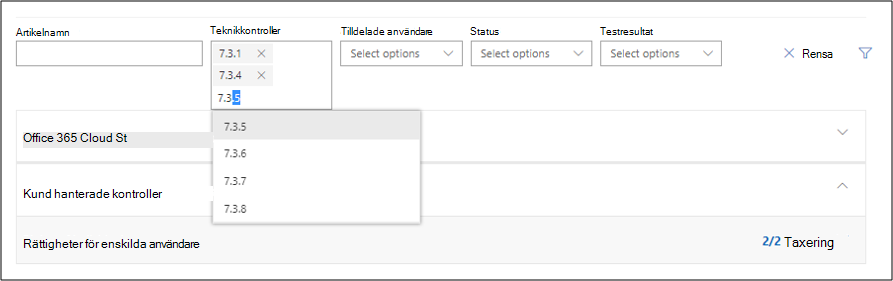 Artikelnamn
Teknikkontroller
Tilldelade användare
Status
Testresultat
7.3.1
7.3.4
7.3.5
Select options
Select options
Select options
Rensa
7.3.5
7.3.6
7.3.7
7.3.8
Office 365 Cloud St
Kund hanterade kontroller
Rättigheter för enskilda användare
2/2 Taxering